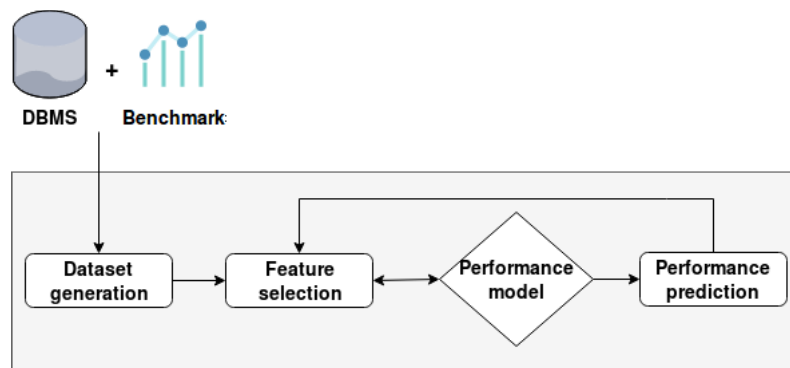 +
DBMS
Benchmark
Dataset
generation
Feature
selection
Performance
model
Performance
prediction